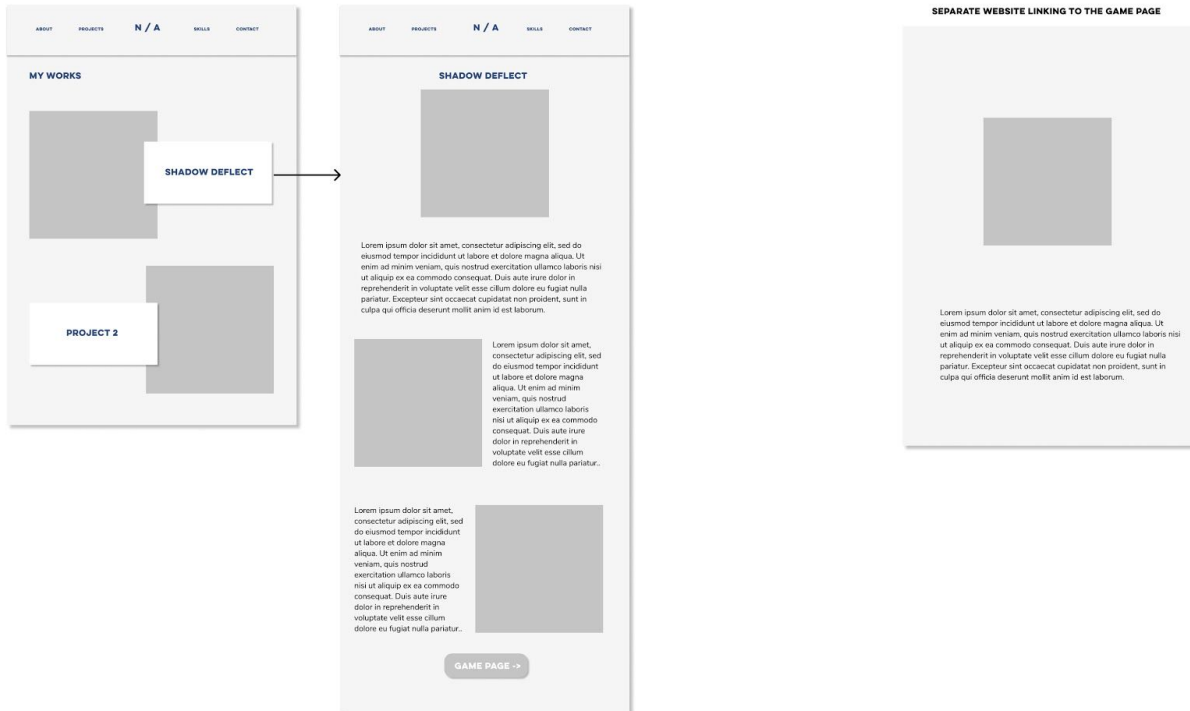 ABOUT PROJECTS N / A SKILLS CONTACT
MY WORKS
SHADOW DEFLECT
PROJECT 2
ABOUT PROJECTS N / A SKILLS CONTACT
SHADOW DEFLECT
Lorem ipsum dolor sit amet, consectetur adipiscing elit, sed do
eiusmod tempor incididunt ut labore et dolore magna aliqua. Ut
enim ad minim veniam, quis nostrud exercitation ullamco laboris nisi
ut aliquip ex ea commodo consequat. Duis aute irure dolor in
reprehenderit in voluptate velit esse cillum dolore eu fugiat nulla
pariatur. Excepteur sint occaecat cupidatat non proident, sunt in
culpa qui officia deserunt mollit anim id est laborum.
Lorem ipsum dolor sit amet,
consectetur adipiscing elit, sed
do eiusmod tempor incididunt
ut labore et dolore magna
aliqua. Ut enim ad minim
veniam, quis nostrud
exercitation ullamco laboris
nisi ut aliquip ex ea commodo
consequat. Duis aute irure
dolor in reprehenderit in
voluptate velit esse cillum
dolore eu fugiat nulla pariatur..
Lorem ipsum dolor sit amet,
consectetur adipiscing elit, sed
do eiusmod tempor incididunt
ut labore et dolore magna
aliqua. Ut enim ad minim
veniam, quis nostrud
exercitation ullamco laboris
nisi ut aliquip ex ea commodo
consequat. Duis aute irure
dolor in reprehenderit in
voluptate velit esse cillum
dolore eu fugiat nulla pariatur..
GAME PAGE ->
SEPARATE WEBSITE LINKING TO THE GAME PAGE
Lorem ipsum dolor sit amet, consectetur adipiscing elit, sed do
eiusmod tempor incididunt ut labore et dolore magna aliqua. Ut
enim ad minim veniam, quis nostrud exercitation ullamco laboris nisi
ut aliquip ex ea commodo consequat. Duis aute irure dolor in
reprehenderit in voluptate velit esse cillum dolore eu fugiat nulla
pariatur. Excepteur sint occaecat cupidatat non proident, sunt in
culpa qui officia deserunt mollit anim id est laborum.